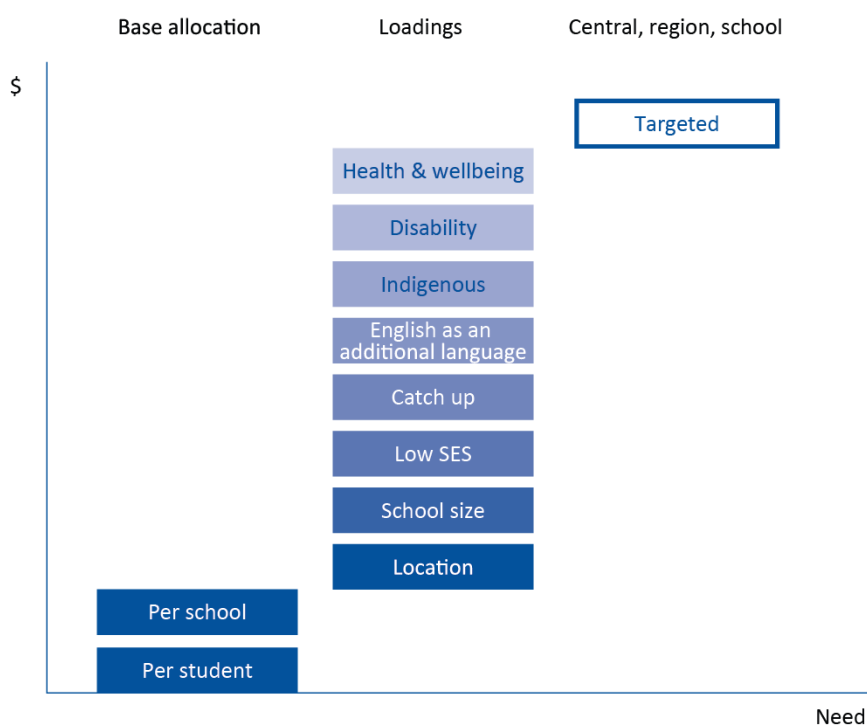 Base allocation
Loadings
Central, region, school
$
Targeted
Health & wellbeing
Disability
Indigenous
English as an
additional language
Catch up
Low SES
School size
Location
Per school
Per student
Need